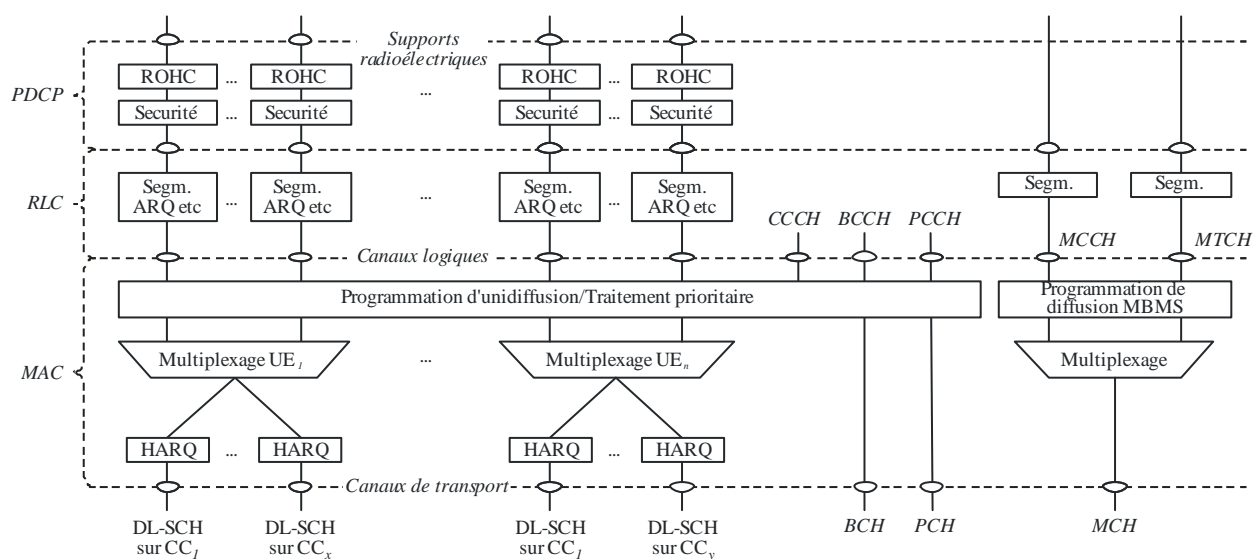 Supports
radioélectriques
PDCP
ROHC ... ROHC ... ROHC ... ROHC
Securité ... Securité Securité ... Securité
RLC
Segm. ARQ etc ... Segm. ARQ etc ... Segm. ARQ etc ... Segm. ARQ etc
Segm. Segm.
CCCH BCCH PCCH MCCH MTCH
Canaux logiques
MAC
Programmation d'unidiffusion/Traitement prioritaire
Programmation de
diffusion MBMS
Multiplexage UE1 ... Multiplexage UEn Multiplexage
HARQ ... HARQ HARQ ... HARQ
Canaux de transport
DL-SCH
sur CC1
DL-SCH
sur CCx
DL-SCH
sur CC1
DL-SCH
sur CCy
BCH PCH MCH